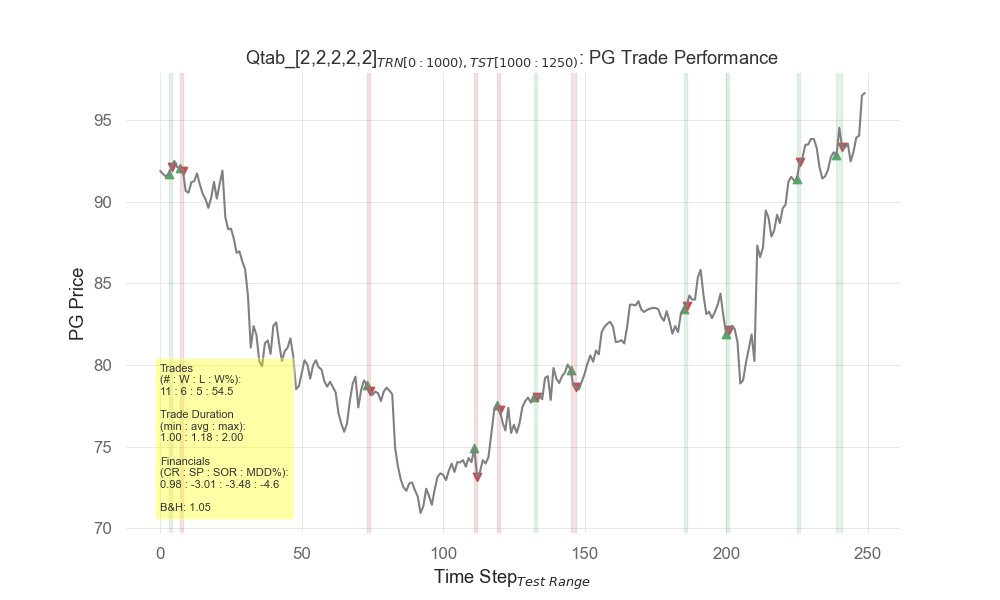 Qtab_[2,2,2,2,2]TRN[0 : 1000), TST[1000 : 1250): PG Trade Performance
PG Price
95
90
85
80
75
70
Trades
(# : W : L : W%):
11 : 6 : 5 : 54.5
Trade Duration
(min : avg : max):
1.00 : 1.18 : 2.00
Financials
(CR : SP : SOR : MDD%):
0.98 : -3.01 : -3.48 : -4.6
B&H: 1.05
0 50 100 150 200 250
Time StepTest Range